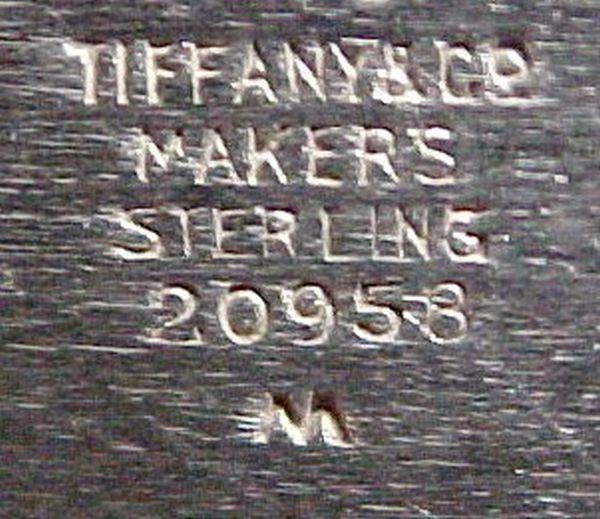 TIFFANY & Co
MAKERS
STERLING
20958
M